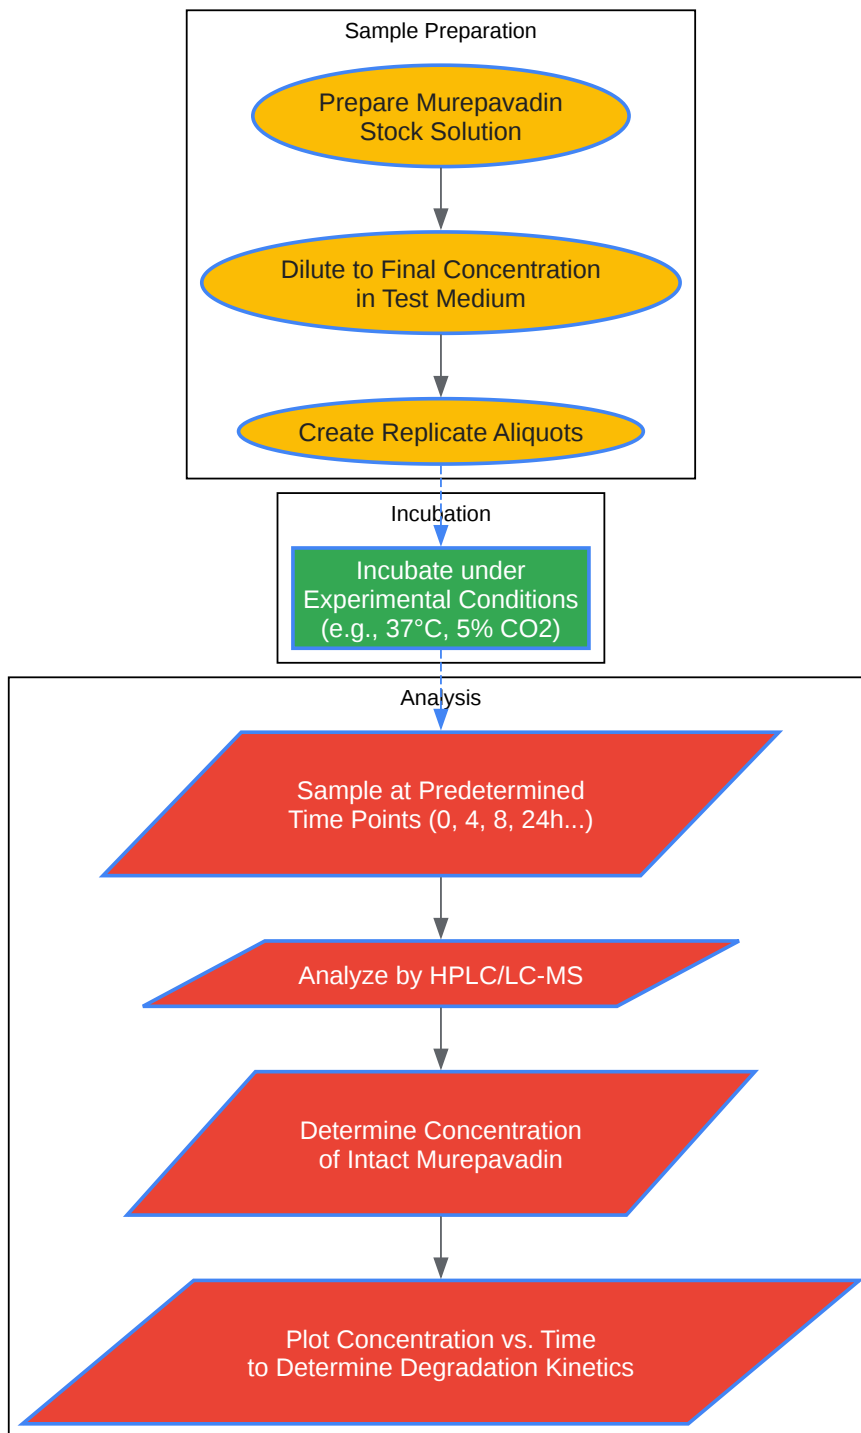 Sample Preparation
Prepare Murepavadin
Stock Solution
Dilute to Final Concentration
in Test Medium
Create Replicate Aliquots
Incubation
Incubate under
Experimental Conditions
(e.g., 37°C, 5% CO2)
Analysis
Sample at Predetermined
Time Points (0, 4, 8, 24h...)
Analyze by HPLC/LC-MS
Determine Concentration
of Intact Murepavadin
Plot Concentration vs. Time
to Determine Degradation Kinetics